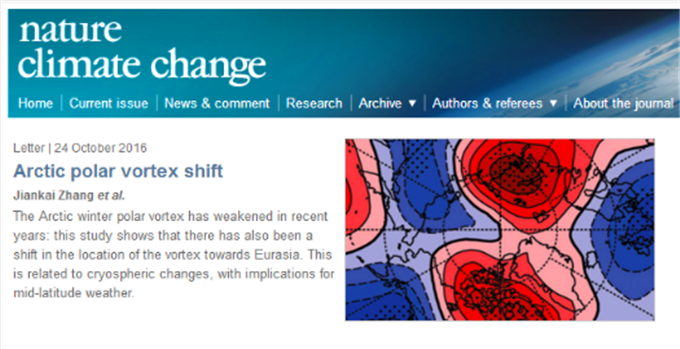 nature
climate change
Home | Current issue | News & comment | Research | Archive ▼ | Authors & referees ▼ | About the journal
Letter | 24 October 2016
Arctic polar vortex shift
Jiankai Zhang et al.
The Arctic winter polar vortex has weakened in recent
years: this study shows that there has also been a
shift in the location of the vortex towards Eurasia. This
is related to cryospheric changes, with implications for
mid-latitude weather.